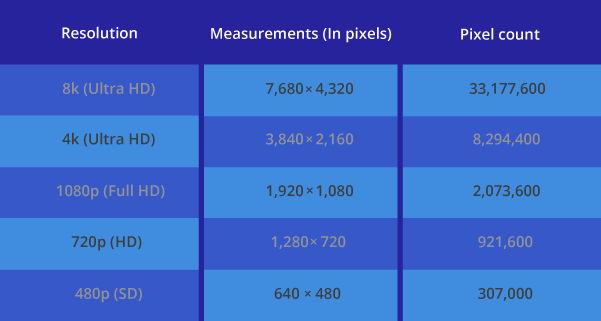 Resolution Measurements (In pixels) Pixel count
8k (Ultra HD) 7,680×4,320 33,177,600
4k (Ultra HD) 3,840×2,160 8,294,400
1080p (Full HD) 1,920×1,080 2,073,600
720p (HD) 1,280×720 921,600
480p (SD) 640 ×480 307,000